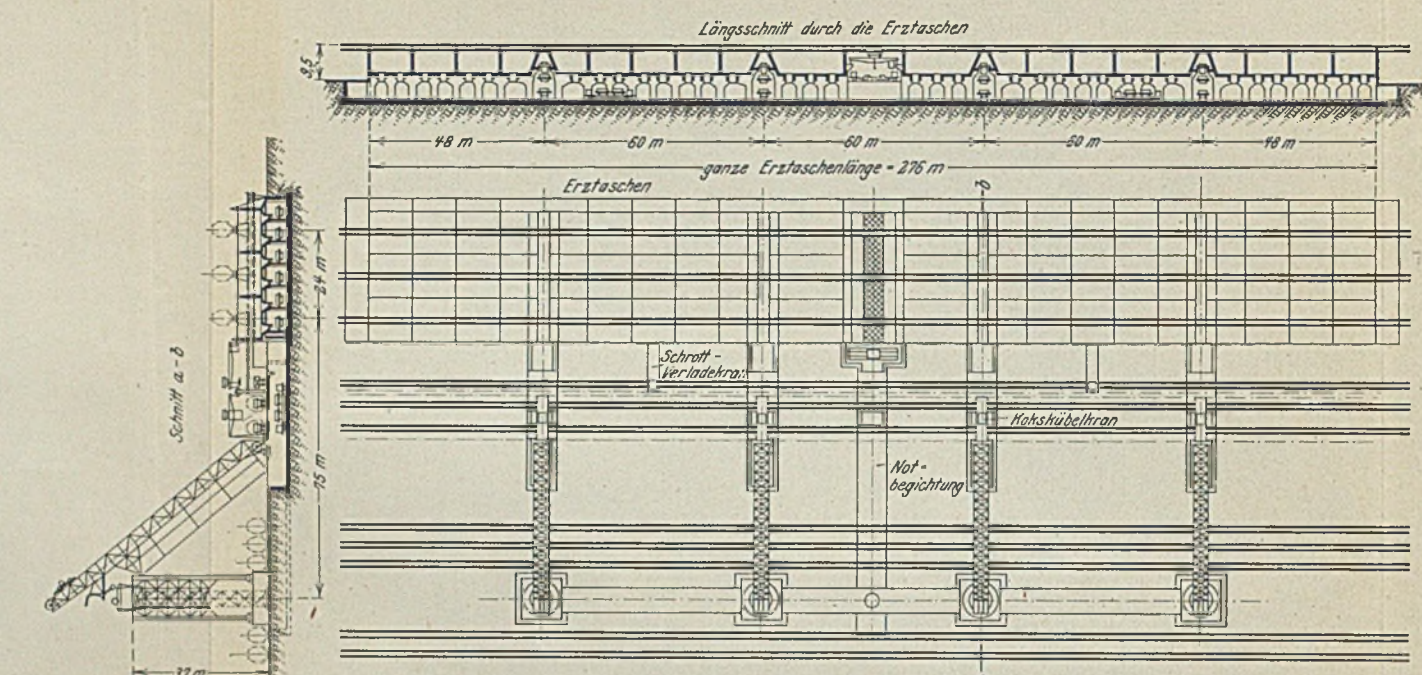 Längsschnitt durch die Erztaschen
9,5
48 m
60 m
60 m
60 m
48 m
ganze Erztaschenlänge = 276 m
Erztaschen
b
24 m
Schnitt a.-b
Schrott-
Verladekran
75 m
Kokskübelkran
Not-
begichtung